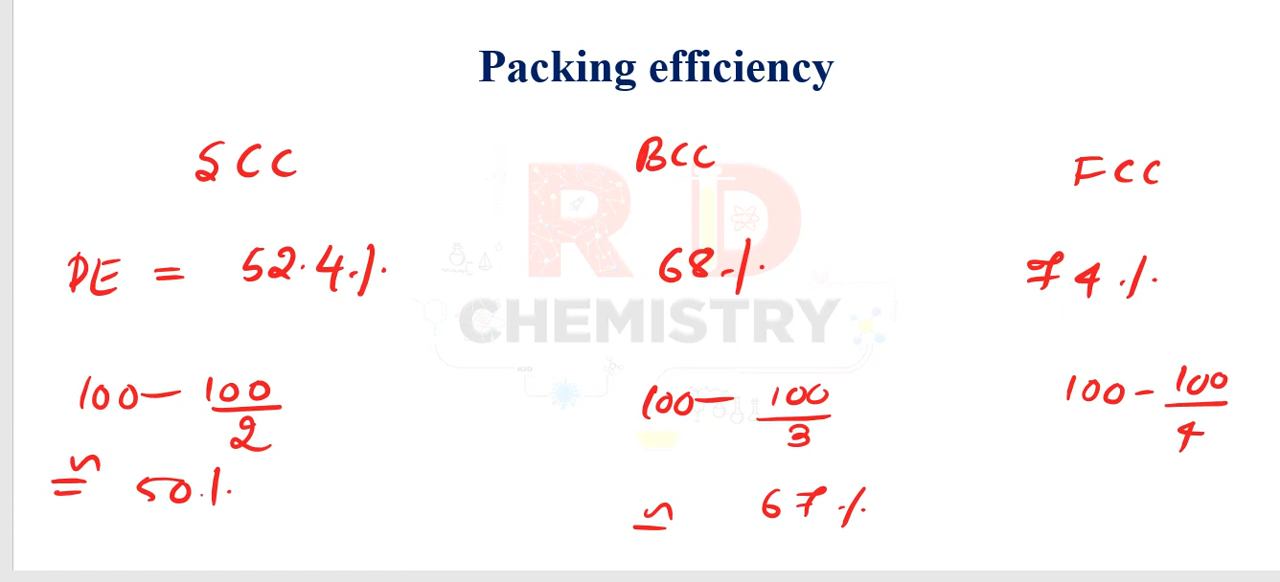 Packing efficiency
SCC BCC FCC
PE = 52.4% 68% 74%
RD
CHEMISTRY
100 - 100/2 100 - 100/3 100 - 100/4
≅ 50% ≃ 67%